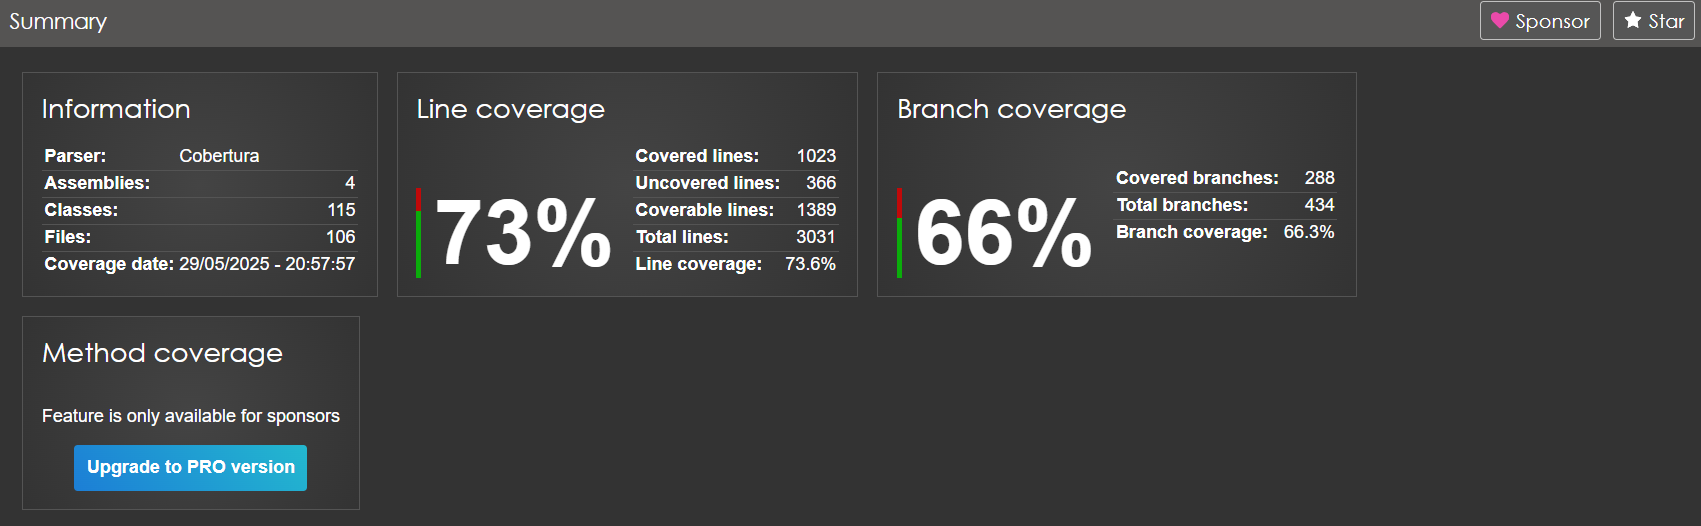 Summary
Sponsor
Star
Information
Parser: Cobertura
Assemblies: 4
Classes: 115
Files: 106
Coverage date: 29/05/2025 - 20:57:57
Line coverage
73%
Covered lines: 1023
Uncovered lines: 366
Coverable lines: 1389
Total lines: 3031
Line coverage: 73.6%
Branch coverage
66%
Covered branches: 288
Total branches: 434
Branch coverage: 66.3%
Method coverage
Feature is only available for sponsors
Upgrade to PRO version